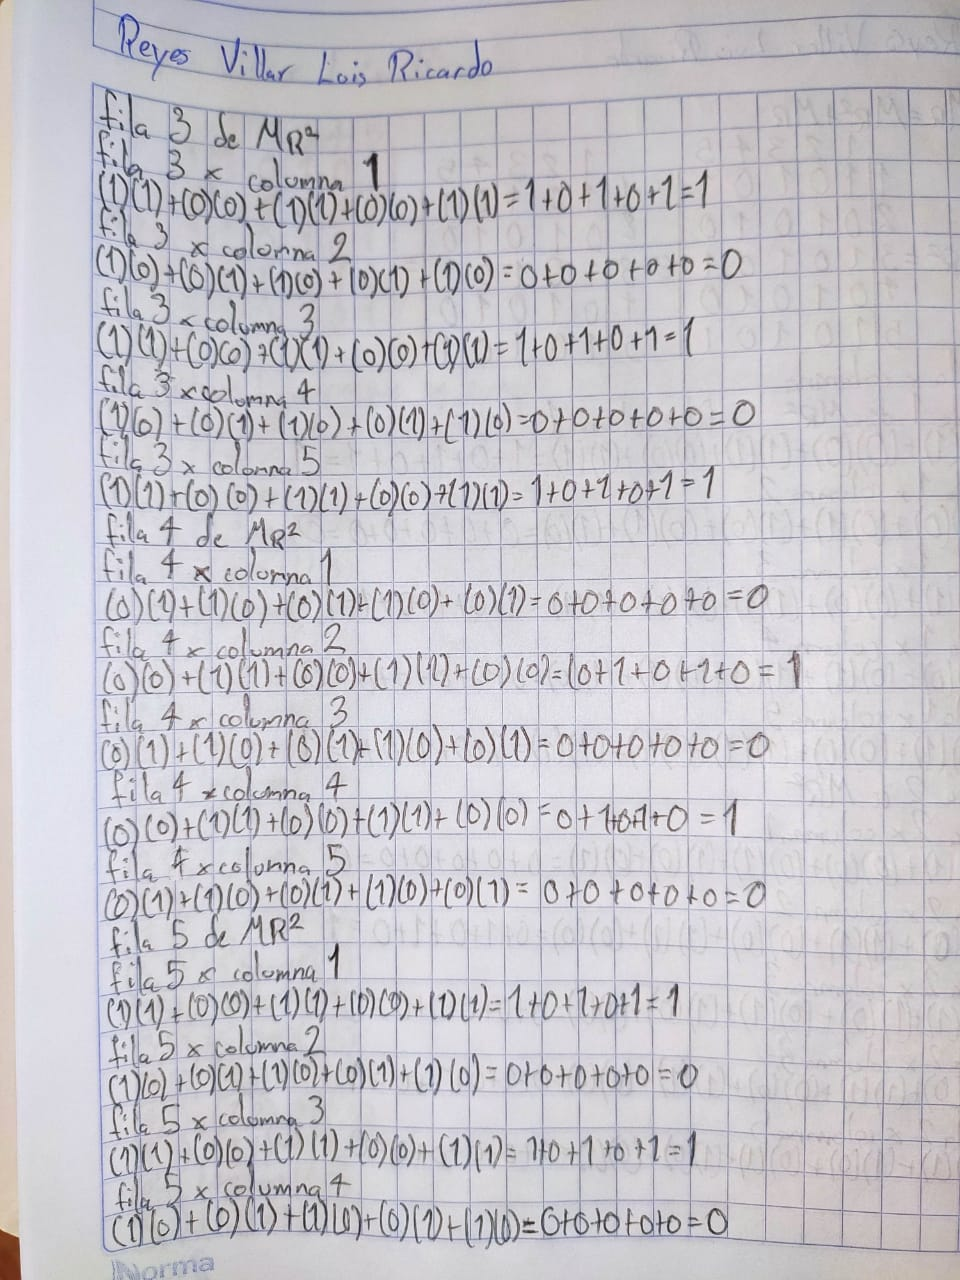 Reyes Villar Luis Ricardo
fila 3 de MR²
fila 3 x columna 1
(1)(1)+(0)(0)+(1)(1)+(0)(0)+(1)(1)=1+0+1+0+1=1
fila 3 x columna 2
(1)(0)+(0)(1)+(1)(0)+(0)(1)+(1)(0)=0+0+0+0+0=0
fila 3 x columna 3
(1)(1)+(0)(0)+(1)(1)+(0)(0)+(1)(1)=1+0+1+0+1=1
fila 3 x columna 4
(1)(0)+(0)(1)+(1)(0)+(0)(1)+(1)(0)=0+0+0+0+0=0
fila 3 x columna 5
(1)(1)+(0)(0)+(1)(1)+(0)(0)+(1)(1)=1+0+1+0+1=1
fila 4 de MR²
fila 4 x columna 1
(0)(1)+(1)(0)+(0)(1)+(1)(0)+(0)(1)=0+0+0+0+0=0
fila 4 x columna 2
(0)(0)+(1)(1)+(0)(0)+(1)(1)+(0)(0)=(0+1+0+1+0=1
fila 4 x columna 3
(0)(1)+(1)(0)+(0)(1)+(1)(0)+(0)(1)=0+0+0+0+0=0
fila 4 x columna 4
(0)(0)+(1)(1)+(0)(0)+(1)(1)+(0)(0)=0+1+0+1+0=1
fila 4 x columna 5
(0)(1)+(1)(0)+(0)(1)+(1)(0)+(0)(1)=0+0+0+0+0=0
fila 5 de MR²
fila 5 x columna 1
(1)(1)+(0)(0)+(1)(1)+(0)(0)+(1)(1)=1+0+1+0+1=1
fila 5 x columna 2
(1)(0)+(0)(1)+(1)(0)+(0)(1)+(1)(0)=0+0+0+0+0=0
fila 5 x columna 3
(1)(1)+(0)(0)+(1)(1)+(0)(0)+(1)(1)=1+0+1+0+1=1
fila 5 x columna 4
(1)(0)+(0)(1)+(1)(0)+(0)(1)+(1)(0)=0+0+0+0+0=0
Norma